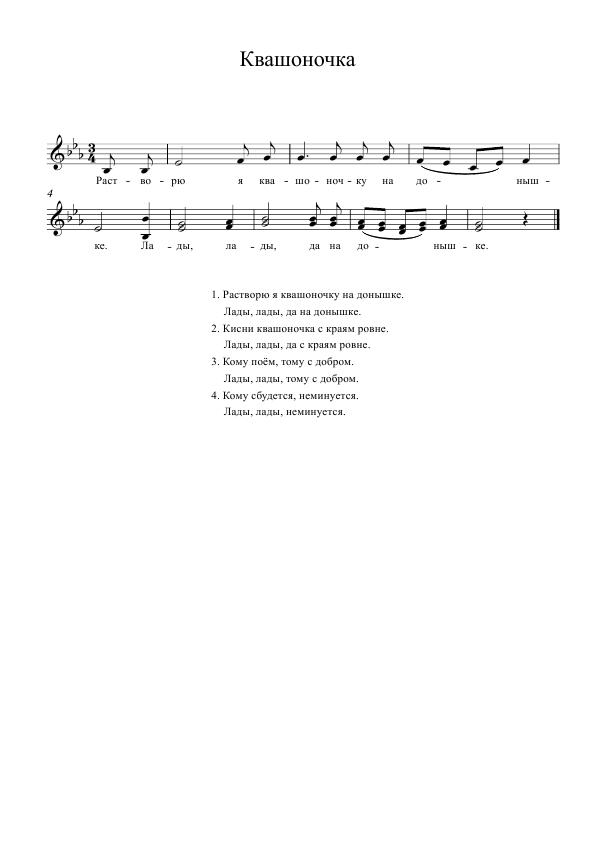 Квашоночка
3
4
Раст - во - рю я ква - шо - ноч - ку на до - ныш -
4
ке. Ла - ды, ла - ды, да на до - ныш - ке.
1. Растворю я квашоночку на донышке.
Лады, лады, да на донышке.
2. Кисни квашоночка с краям ровне.
Лады, лады, да с краям ровне.
3. Кому поём, тому с добром.
Лады, лады, тому с добром.
4. Кому сбудется, неминуется.
Лады, лады, неминуется.